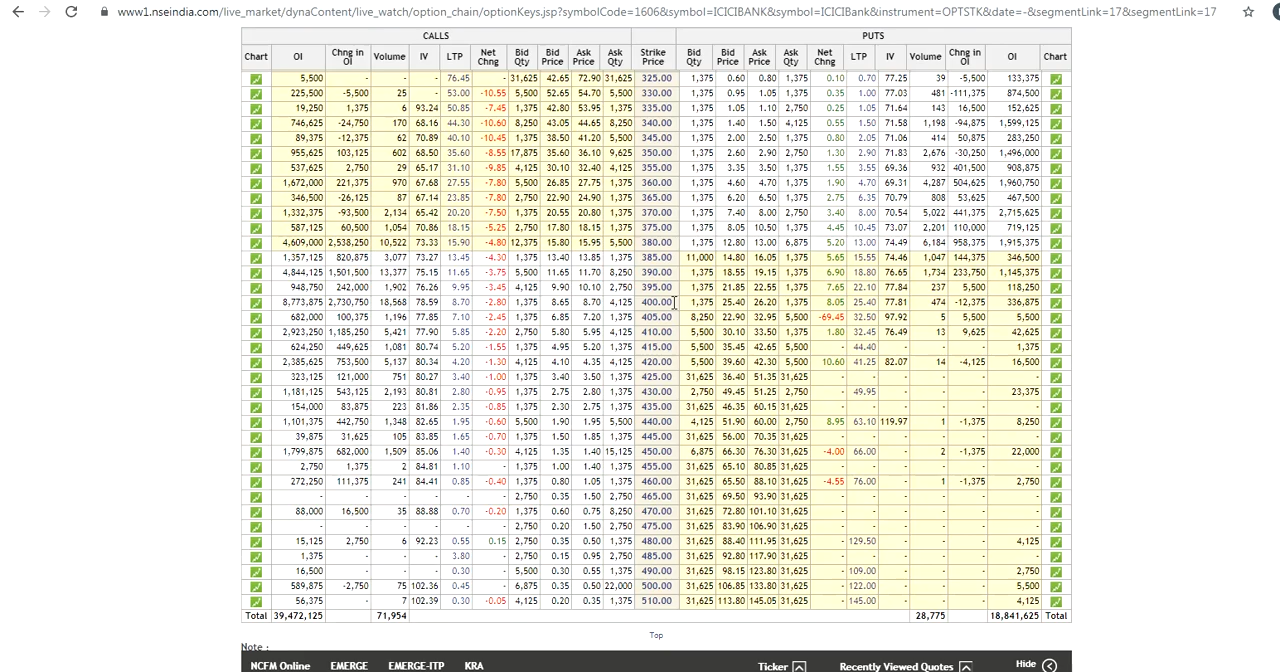 https://www1.nseindia.com/live_market/dynaContent/live_watch/option_chain/optionKeys.jsp?symbolCode=1606&symbol=ICICIBANK&symbol=ICICIBank&instrument=OPTSTK&date=-&segmentLink=17&segmentLink=17
CALLS PUTS
Chart OI Chng in OI Volume IV LTP Net Chng Bid Qty Bid Price Ask Price Ask Qty Strike Price Bid Qty Bid Price Ask Price Ask Qty Net Chng LTP IV Volume Chng in OI OI Chart
5,500 - - - 76.45 - 31,625 42.65 72.90 31,625 325.00 1,375 0.60 0.80 1,375 0.10 0.70 77.25 39 -5,500 133,375
225,500 -5,500 25 - 53.00 -10.55 5,500 52.65 54.70 5,500 330.00 1,375 0.95 1.05 1,375 0.35 1.00 77.03 481 -111,375 874,500
19,250 1,375 6 93.24 50.85 -7.45 1,375 42.80 53.95 1,375 335.00 1,375 1.05 1.10 2,750 0.25 1.05 71.64 143 16,500 152,625
746,625 -24,750 170 68.16 44.30 -10.60 8,250 43.05 44.65 8,250 340.00 1,375 1.40 1.50 4,125 0.55 1.50 71.58 1,198 -94,875 1,599,125
89,375 -12,375 62 70.89 40.10 -10.45 1,375 38.50 41.20 5,500 345.00 1,375 2.00 2.50 1,375 0.80 2.05 71.06 414 50,875 283,250
955,625 103,125 602 68.50 35.60 -8.55 17,875 35.60 36.10 9,625 350.00 1,375 2.60 2.90 2,750 1.30 2.90 71.83 2,676 -30,250 1,496,000
537,625 2,750 29 65.17 31.10 -9.85 4,125 30.10 32.40 4,125 355.00 1,375 3.35 3.50 1,375 1.55 3.55 69.36 932 401,500 908,875
1,672,000 221,375 970 67.68 27.55 -7.80 5,500 26.85 27.75 1,375 360.00 1,375 4.60 4.70 1,375 1.90 4.70 69.31 4,287 504,625 1,960,750
346,500 -26,125 87 67.14 23.85 -7.80 2,750 22.90 24.90 1,375 365.00 1,375 6.20 6.50 1,375 2.75 6.35 70.79 808 53,625 467,500
1,332,375 -93,500 2,134 65.42 20.20 -7.50 1,375 20.55 20.80 1,375 370.00 1,375 7.40 8.00 2,750 3.40 8.00 70.54 5,022 441,375 2,715,625
587,125 60,500 1,054 70.86 18.15 -5.25 2,750 17.80 18.15 1,375 375.00 1,375 8.05 10.50 1,375 4.45 10.45 73.07 2,201 110,000 719,125
4,609,000 2,538,250 10,522 73.33 15.90 -4.80 12,375 15.80 15.95 5,500 380.00 1,375 12.80 13.00 6,875 5.20 13.00 74.49 6,184 958,375 1,915,375
1,357,125 820,875 3,077 73.27 13.45 -4.30 1,375 13.40 13.85 1,375 385.00 11,000 14.80 16.05 1,375 5.65 15.55 74.46 1,047 144,375 346,500
4,844,125 1,501,500 13,377 75.15 11.65 -3.75 5,500 11.65 11.70 8,250 390.00 1,375 18.55 19.15 1,375 6.90 18.80 76.65 1,734 233,750 1,145,375
948,750 242,000 1,902 76.26 9.95 -3.45 4,125 9.90 10.10 2,750 395.00 1,375 21.85 22.55 1,375 7.65 22.10 77.84 237 5,500 118,250
8,773,875 2,730,750 18,568 78.59 8.70 -2.80 1,375 8.65 8.70 4,125 400.00 1,375 25.40 26.20 1,375 8.05 25.40 77.81 474 -12,375 336,875
682,000 100,375 1,196 77.85 7.10 -2.45 1,375 6.85 7.20 1,375 405.00 8,250 22.90 32.95 5,500 -69.45 32.50 97.92 5 5,500 5,500
2,923,250 1,185,250 5,421 77.90 5.85 -2.20 2,750 5.80 5.95 4,125 410.00 5,500 30.10 33.50 1,375 1.80 32.45 76.49 13 9,625 42,625
624,250 449,625 1,081 80.74 5.20 -1.55 1,375 4.95 5.20 1,375 415.00 5,500 35.45 42.65 5,500 - 44.40 - - - 1,375
2,385,625 753,500 5,137 80.34 4.20 -1.30 4,125 4.10 4.35 4,125 420.00 5,500 39.60 42.30 5,500 10.60 41.25 82.07 14 -4,125 16,500
323,125 121,000 751 80.27 3.40 -1.00 1,375 3.40 3.50 1,375 425.00 31,625 36.40 51.35 31,625 - - - - - -
1,181,125 543,125 2,193 80.81 2.80 -0.95 1,375 2.75 2.80 1,375 430.00 2,750 49.45 51.25 2,750 - 49.95 - - - 23,375
154,000 83,875 223 81.86 2.35 -0.85 1,375 2.30 2.75 1,375 435.00 31,625 46.35 60.15 31,625 - - - - - -
1,101,375 442,750 1,348 82.65 1.95 -0.60 5,500 1.90 1.95 5,500 440.00 4,125 51.90 60.00 2,750 8.95 63.10 119.97 1 -1,375 8,250
39,875 31,625 105 83.85 1.65 -0.70 1,375 1.50 1.85 1,375 445.00 31,625 56.00 70.35 31,625 - - - - - -
1,799,875 682,000 1,509 85.06 1.40 -0.30 4,125 1.35 1.40 15,125 450.00 6,875 66.30 76.30 2,750 -4.00 66.00 - 2 -1,375 22,000
2,750 1,375 2 84.81 1.10 - 1,375 1.00 1.40 1,375 455.00 31,625 65.10 80.85 31,625 - - - - - -
272,250 111,375 241 84.41 0.85 -0.40 1,375 0.80 1.05 1,375 460.00 31,625 65.50 88.10 31,625 -4.55 76.00 - 1 -1,375 2,750
- - - - - - 2,750 0.35 1.50 2,750 465.00 31,625 69.50 93.90 31,625 - - - - - -
88,000 16,500 35 88.88 0.70 -0.20 1,375 0.60 0.75 8,250 470.00 31,625 72.80 101.10 31,625 - - - - - -
- - - - - - 2,750 0.20 1.50 2,750 475.00 31,625 83.90 106.90 31,625 - - - - - -
15,125 2,750 6 92.23 0.55 0.15 2,750 0.35 0.50 1,375 480.00 31,625 88.40 111.95 31,625 - 129.50 - - - 4,125
1,375 - - - 3.80 - 2,750 0.15 0.95 2,750 485.00 31,625 92.80 117.90 31,625 - - - - - -
16,500 - - - 0.30 - 5,500 0.30 0.55 1,375 490.00 31,625 98.15 123.80 31,625 - 109.00 - - - 2,750
589,875 -2,750 75 102.36 0.45 - 6,875 0.35 0.50 22,000 500.00 31,625 106.85 133.80 31,625 - 122.00 - - - 5,500
56,375 - 7 102.39 0.30 -0.05 4,125 0.20 0.35 1,375 510.00 31,625 113.80 145.05 31,625 - 145.00 - - - 4,125
Total 39,472,125 71,954 28,775 18,841,625 Total
Top
Note :
NCFM Online EMERGE EMERGE-ITP KRA Ticker Recently Viewed Quotes Hide